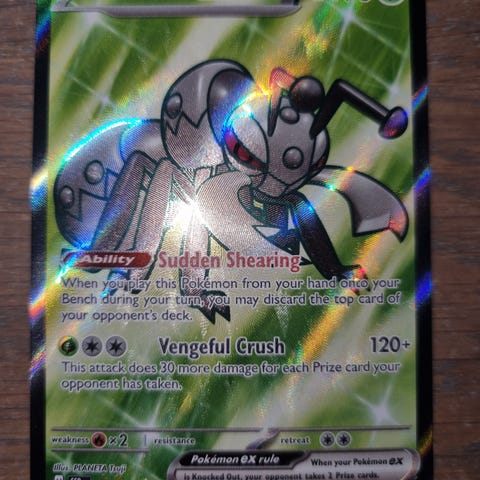 Ability Sudden Shearing
When you play this Pokémon from your hand onto your
Bench during your turn, you may discard the top card of
your opponent's deck.
Vengeful Crush 120+
This attack does 30 more damage for each Prize card your
opponent has taken.
weakness ×2 resistance retreat
Illus. PLANETA Tsuji
Pokémon ex rule When your Pokémon ex
is Knocked Out, your opponent takes 2 Prize cards.